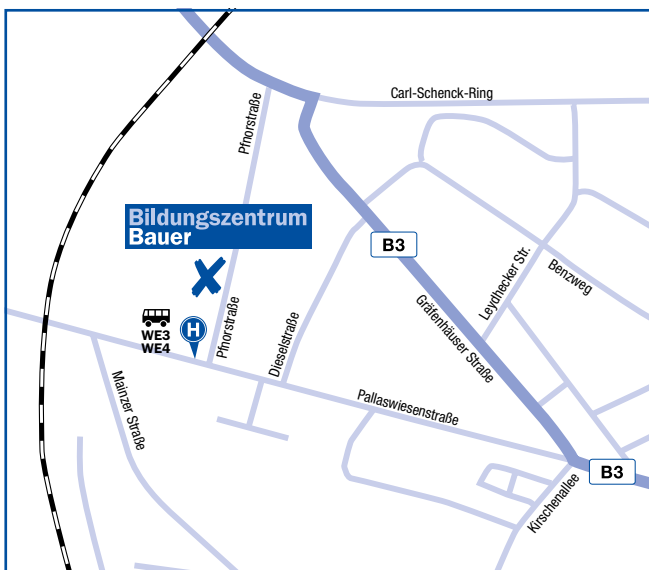 Carl-Schenck-Ring
Pfnorstraße
Bildungszentrum
Bauer
B3
Leydhecker Str.
Benzweg
Gräfenhäuser Straße
H
WE3
WE4
Pfnorstraße
Dieselstraße
Mainzer Straße
Pallaswiesenstraße
B3
Kirschenallee